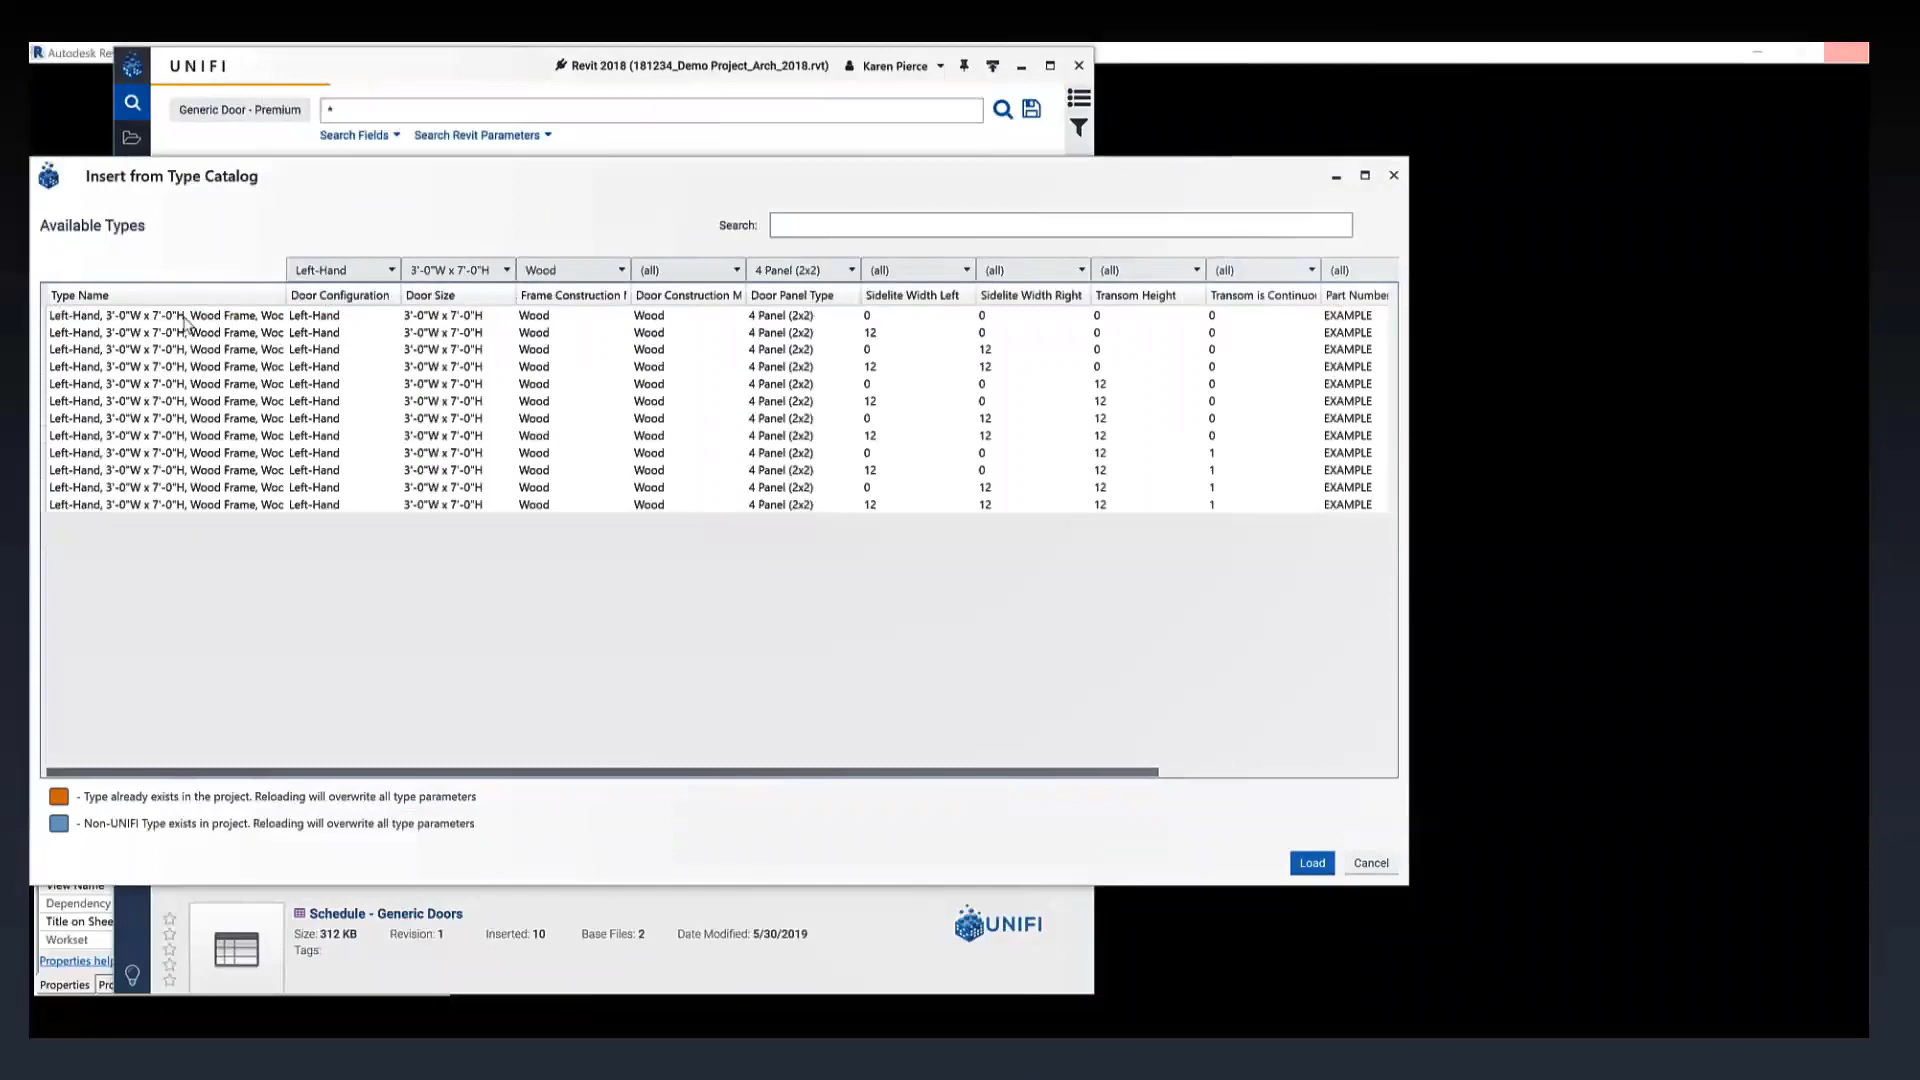 Autodesk Re
UNIFI
Revit 2018 (181234_Demo Project_Arch_2018.rvt)
Karen Pierce
Generic Door - Premium
*
Search Fields
Search Revit Parameters
Insert from Type Catalog
Available Types
Search:
Left-Hand 3'-0"W x 7'-0"H Wood (all) 4 Panel (2x2) (all) (all) (all) (all) (all)
Type Name Door Configuration Door Size Frame Construction M Door Construction M Door Panel Type Sidelite Width Left Sidelite Width Right Transom Height Transom is Continuou Part Number
Left-Hand, 3'-0"W x 7'-0"H, Wood Frame, Woc Left-Hand 3'-0"W x 7'-0"H Wood Wood 4 Panel (2x2) 0 0 0 0 EXAMPLE
Left-Hand, 3'-0"W x 7'-0"H, Wood Frame, Woc Left-Hand 3'-0"W x 7'-0"H Wood Wood 4 Panel (2x2) 12 0 0 0 EXAMPLE
Left-Hand, 3'-0"W x 7'-0"H, Wood Frame, Woc Left-Hand 3'-0"W x 7'-0"H Wood Wood 4 Panel (2x2) 0 12 0 0 EXAMPLE
Left-Hand, 3'-0"W x 7'-0"H, Wood Frame, Woc Left-Hand 3'-0"W x 7'-0"H Wood Wood 4 Panel (2x2) 12 12 0 0 EXAMPLE
Left-Hand, 3'-0"W x 7'-0"H, Wood Frame, Woc Left-Hand 3'-0"W x 7'-0"H Wood Wood 4 Panel (2x2) 0 0 12 0 EXAMPLE
Left-Hand, 3'-0"W x 7'-0"H, Wood Frame, Woc Left-Hand 3'-0"W x 7'-0"H Wood Wood 4 Panel (2x2) 12 0 12 0 EXAMPLE
Left-Hand, 3'-0"W x 7'-0"H, Wood Frame, Woc Left-Hand 3'-0"W x 7'-0"H Wood Wood 4 Panel (2x2) 0 12 12 0 EXAMPLE
Left-Hand, 3'-0"W x 7'-0"H, Wood Frame, Woc Left-Hand 3'-0"W x 7'-0"H Wood Wood 4 Panel (2x2) 12 12 12 0 EXAMPLE
Left-Hand, 3'-0"W x 7'-0"H, Wood Frame, Woc Left-Hand 3'-0"W x 7'-0"H Wood Wood 4 Panel (2x2) 0 0 12 1 EXAMPLE
Left-Hand, 3'-0"W x 7'-0"H, Wood Frame, Woc Left-Hand 3'-0"W x 7'-0"H Wood Wood 4 Panel (2x2) 12 0 12 1 EXAMPLE
Left-Hand, 3'-0"W x 7'-0"H, Wood Frame, Woc Left-Hand 3'-0"W x 7'-0"H Wood Wood 4 Panel (2x2) 0 12 12 1 EXAMPLE
Left-Hand, 3'-0"W x 7'-0"H, Wood Frame, Woc Left-Hand 3'-0"W x 7'-0"H Wood Wood 4 Panel (2x2) 12 12 12 1 EXAMPLE
- Type already exists in the project. Reloading will overwrite all type parameters
- Non-UNIFI Type exists in project. Reloading will overwrite all type parameters
Load
Cancel
View Name
Dependency
Title on Shee
Workset
Properties help
Properties Pro
Schedule - Generic Doors
Size: 312 KB Revision: 1 Inserted: 10 Base Files: 2 Date Modified: 5/30/2019
Tags:
UNIFI